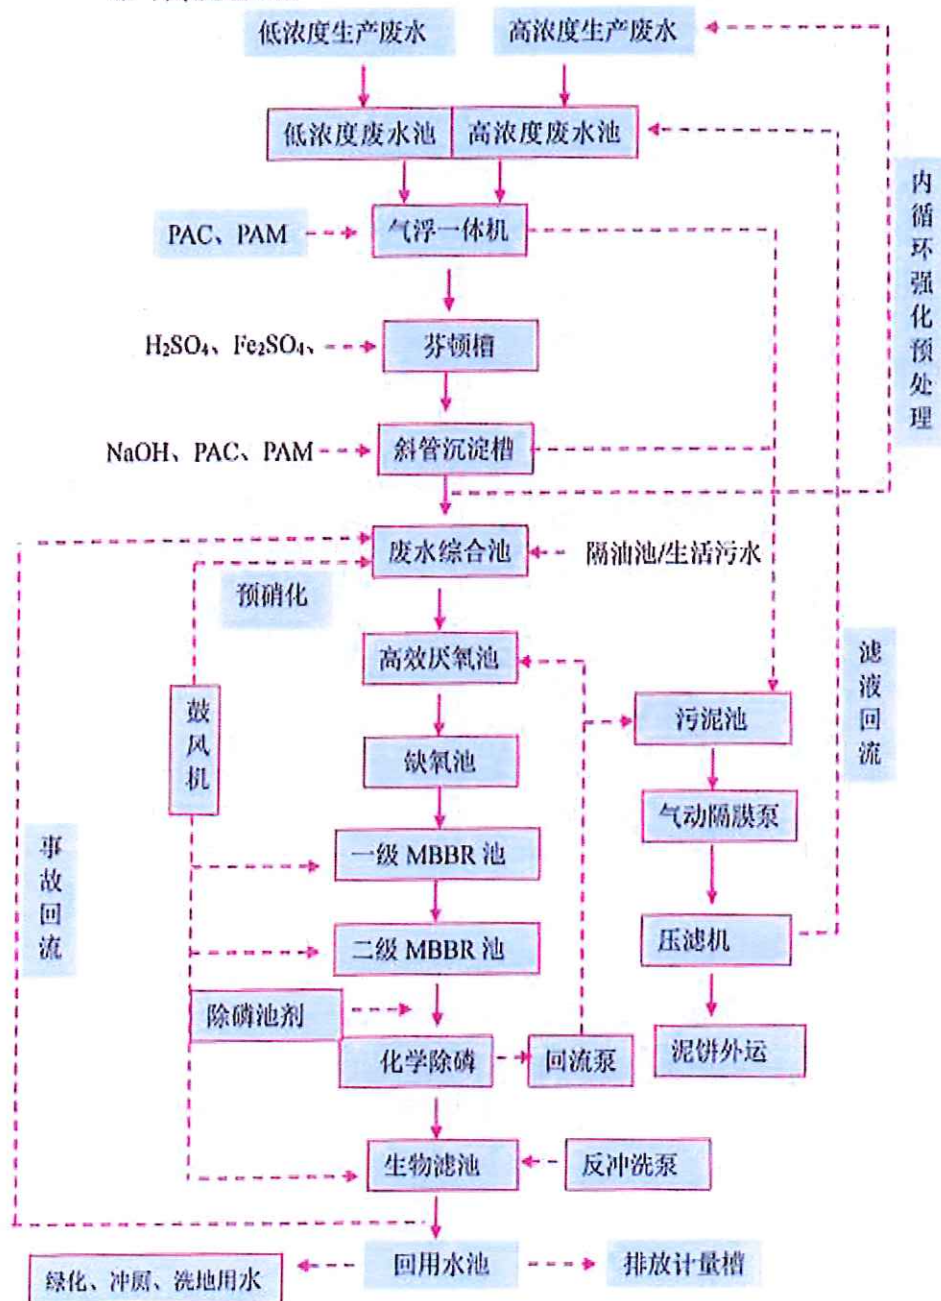 低浓度生产废水
高浓度生产废水
低浓度废水池
高浓度废水池
内循环强化预处理
PAC、PAM
气浮一体机
H₂SO₄、Fe₂SO₄、
芬顿槽
NaOH、PAC、PAM
斜管沉淀槽
废水综合池
隔油池/生活污水
预硝化
高效厌氧池
滤液回流
鼓风机
污泥池
缺氧池
气动隔膜泵
事故回流
一级 MBBR 池
二级 MBBR 池
压滤机
除磷池剂
化学除磷
回流泵
泥饼外运
生物滤池
反冲洗泵
绿化、冲厕、洗地用水
回用水池
排放计量槽